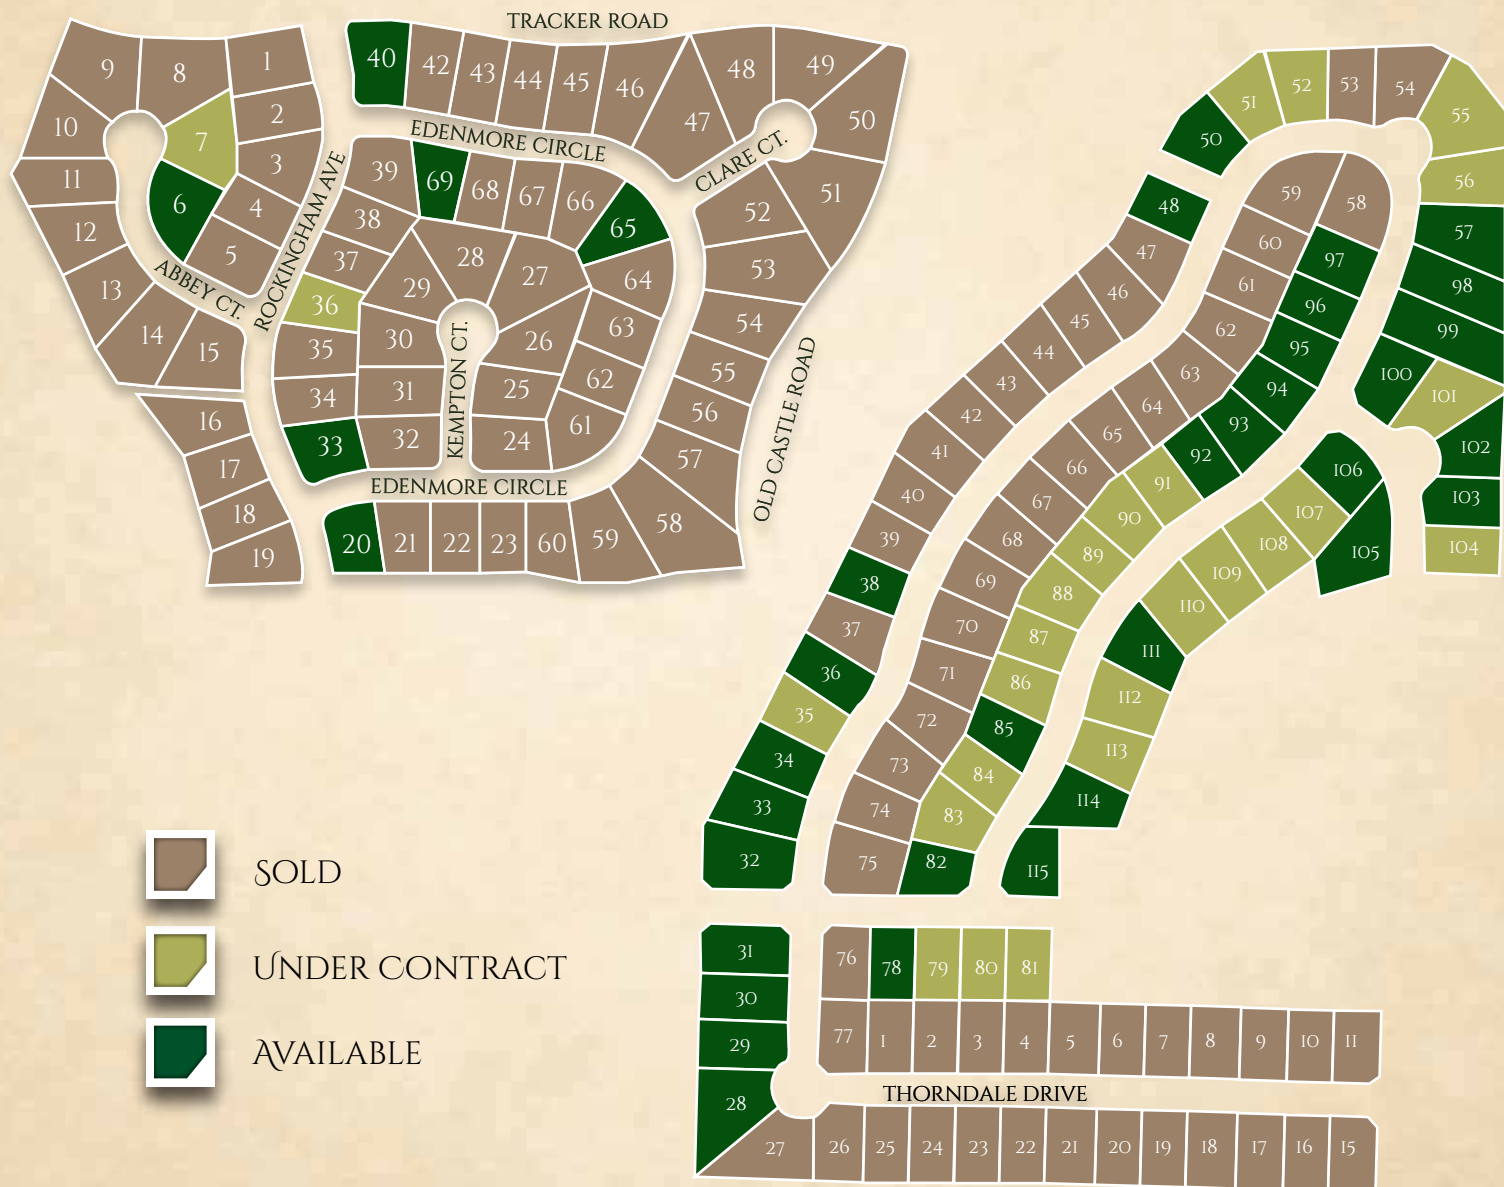 TRACKER ROAD
40 42 43 44 45 46 47 48 49
50
51
9 8 1
2
10 7 3
11 6 4
12 5
13
14 15
16
17
18
19
ABBEY CT.
ROCKINGHAM AVE
EDENMORE CIRCLE
CLARE CT.
39 69 68 67 66
38 65
37 28 27 64
36 29
35 30 26 63
34 31 25 62
33 32 24 61
KEMPTON CT.
EDENMORE CIRCLE
20 21 22 23 60 59 58
52
53
54
55
56
57
OLD CASTLE ROAD
50 51 52 53 54 55
56
57
98
99
100 101
102
103
104
48
47
46
45
44
43
42
41
40
39
38
37
36
35
34
33
32
59 58
60 97
61 96
62 95
63 94
64 93
65 92
66 91
67 90
68 89
69 88
70 87
71 86
72 85
73 84
74 83
75 82
106
107 105
108
109
110
111
112
113
114
115
31
30
29
28
27
76 78 79 80 81
77 1 2 3 4 5 6 7 8 9 10 11
THORNDALE DRIVE
26 25 24 23 22 21 20 19 18 17 16 15
SOLD
UNDER CONTRACT
AVAILABLE